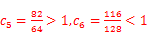 c₅ = 82/64 > 1, c₆ = 116/128 < 1